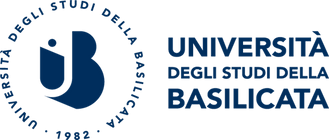 UNIVERSITÀ DEGLI STUDI DELLA BASILICATA
· 1982 ·
UNIVERSITÀ
DEGLI STUDI DELLA
BASILICATA